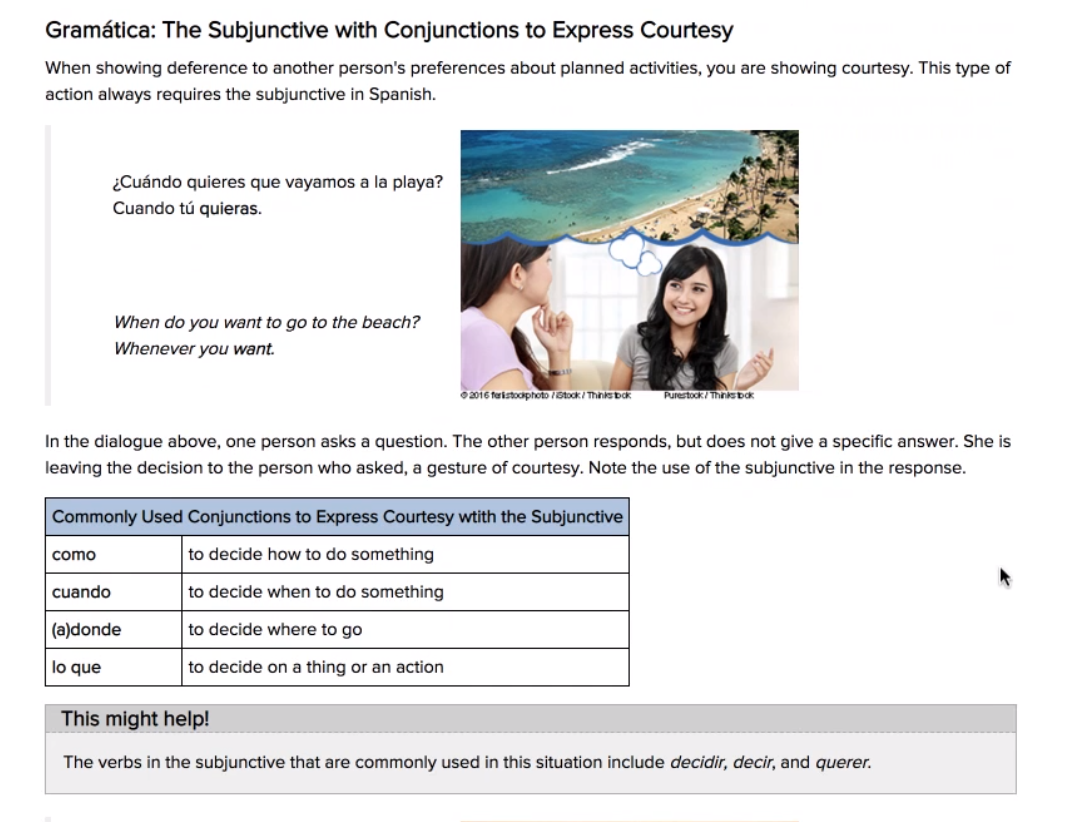 Gramática: The Subjunctive with Conjunctions to Express Courtesy
When showing deference to another person's preferences about planned activities, you are showing courtesy. This type of
action always requires the subjunctive in Spanish.
¿Cuándo quieres que vayamos a la playa?
Cuando tú quieras.
When do you want to go to the beach?
Whenever you want.
© 2016 ferlistockphoto / iStock / Thinkstock Purestock / Thinkstock
In the dialogue above, one person asks a question. The other person responds, but does not give a specific answer. She is
leaving the decision to the person who asked, a gesture of courtesy. Note the use of the subjunctive in the response.
Commonly Used Conjunctions to Express Courtesy wtith the Subjunctive
como to decide how to do something
cuando to decide when to do something
(a)donde to decide where to go
lo que to decide on a thing or an action
This might help!
The verbs in the subjunctive that are commonly used in this situation include decidir, decir, and querer.